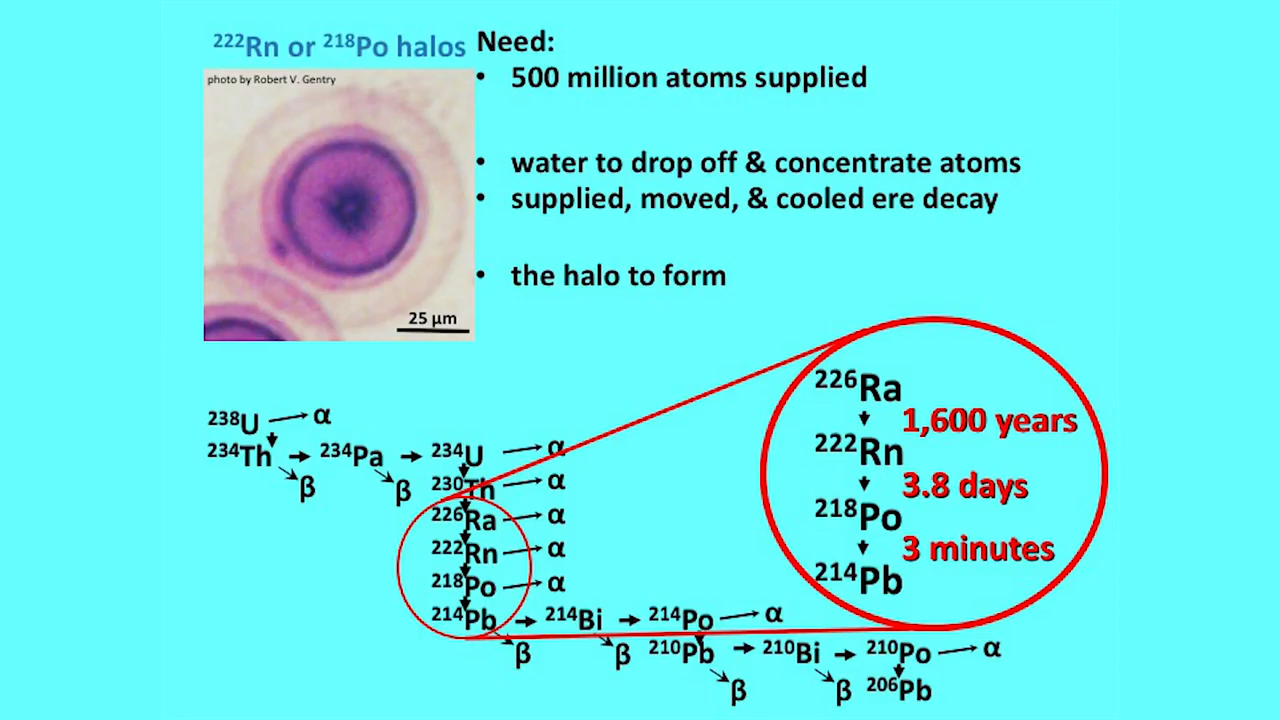 ²²²Rn or ²¹⁸Po halos
photo by Robert V. Gentry
25 µm
Need:
• 500 million atoms supplied
• water to drop off & concentrate atoms
• supplied, moved, & cooled ere decay
• the halo to form
²³⁸U → α
²³⁴Th → ²³⁴Pa → ²³⁴U → α
β β ²³⁰Th → α
²²⁶Ra → α
²²²Rn → α
²¹⁸Po → α
²¹⁴Pb → ²¹⁴Bi → ²¹⁴Po → α
β β ²¹⁰Pb → ²¹⁰Bi → ²¹⁰Po → α
β β ²⁰⁶Pb
²²⁶Ra
1,600 years
²²²Rn
3.8 days
²¹⁸Po
3 minutes
²¹⁴Pb